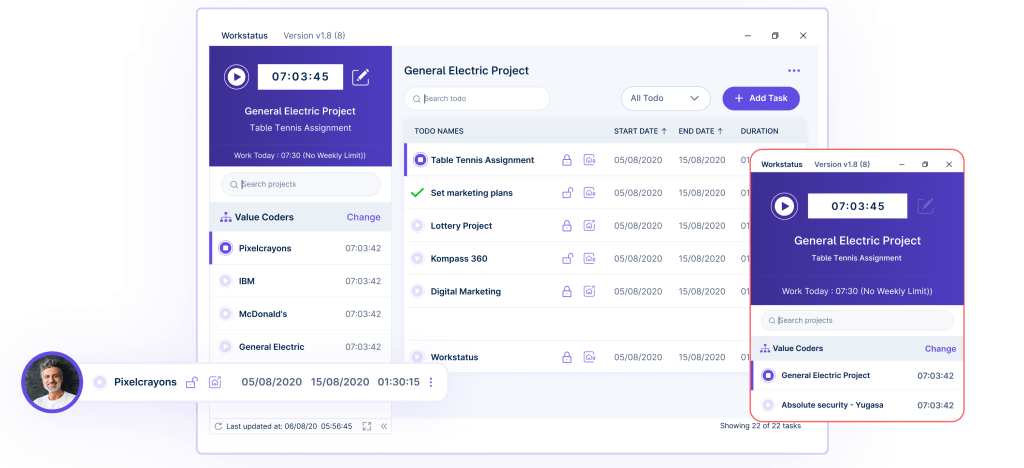 Workstatus Version v1.8 (8)
07:03:45
General Electric Project
Table Tennis Assignment
Work Today : 07:30 (No Weekly Limit))
Search projects
Value Coders Change
Pixelcrayons 07:03:42
IBM 07:03:42
McDonald's 07:03:42
General Electric 07:03:42
Last updated at: 06/08/20 05:56:45
General Electric Project
Search todo
All Todo
+ Add Task
TODO NAMES START DATE ↑ END DATE ↑ DURATION
Table Tennis Assignment 05/08/2020 15/08/2020 01
Set marketing plans 05/08/2020 15/08/2020 01
Lottery Project 05/08/2020 15/08/2020 01
Kompass 360 05/08/2020 15/08/2020 01
Digital Marketing 05/08/2020 15/08/2020 01
Workstatus 05/08/2020 15/08/2020 01
Showing 22 of 22 tasks
Pixelcrayons 05/08/2020 15/08/2020 01:30:15
Workstatus Version v1.8 (8)
07:03:45
General Electric Project
Table Tennis Assignment
Work Today : 07:30 (No Weekly Limit))
Search projects
Value Coders Change
General Electric Project 07:03:42
Absolute security - Yugasa 07:03:42